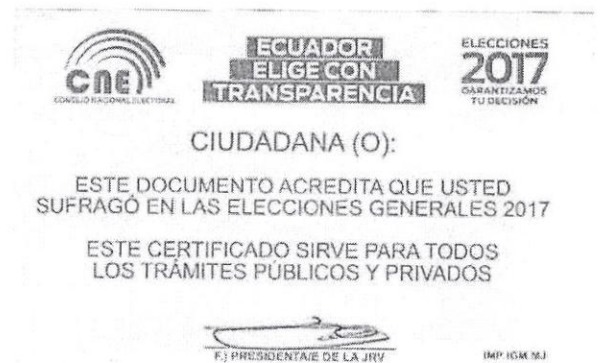 CNE
CONSEJO NACIONAL ELECTORAL
ECUADOR
ELIGE CON
TRANSPARENCIA
ELECCIONES
2017
GARANTIZAMOS
TU DECISIÓN
CIUDADANA (O):
ESTE DOCUMENTO ACREDITA QUE USTED
SUFRAGÓ EN LAS ELECCIONES GENERALES 2017
ESTE CERTIFICADO SIRVE PARA TODOS
LOS TRÁMITES PÚBLICOS Y PRIVADOS
F.) PRESIDENTA/E DE LA JRV
IMP IGM MJ